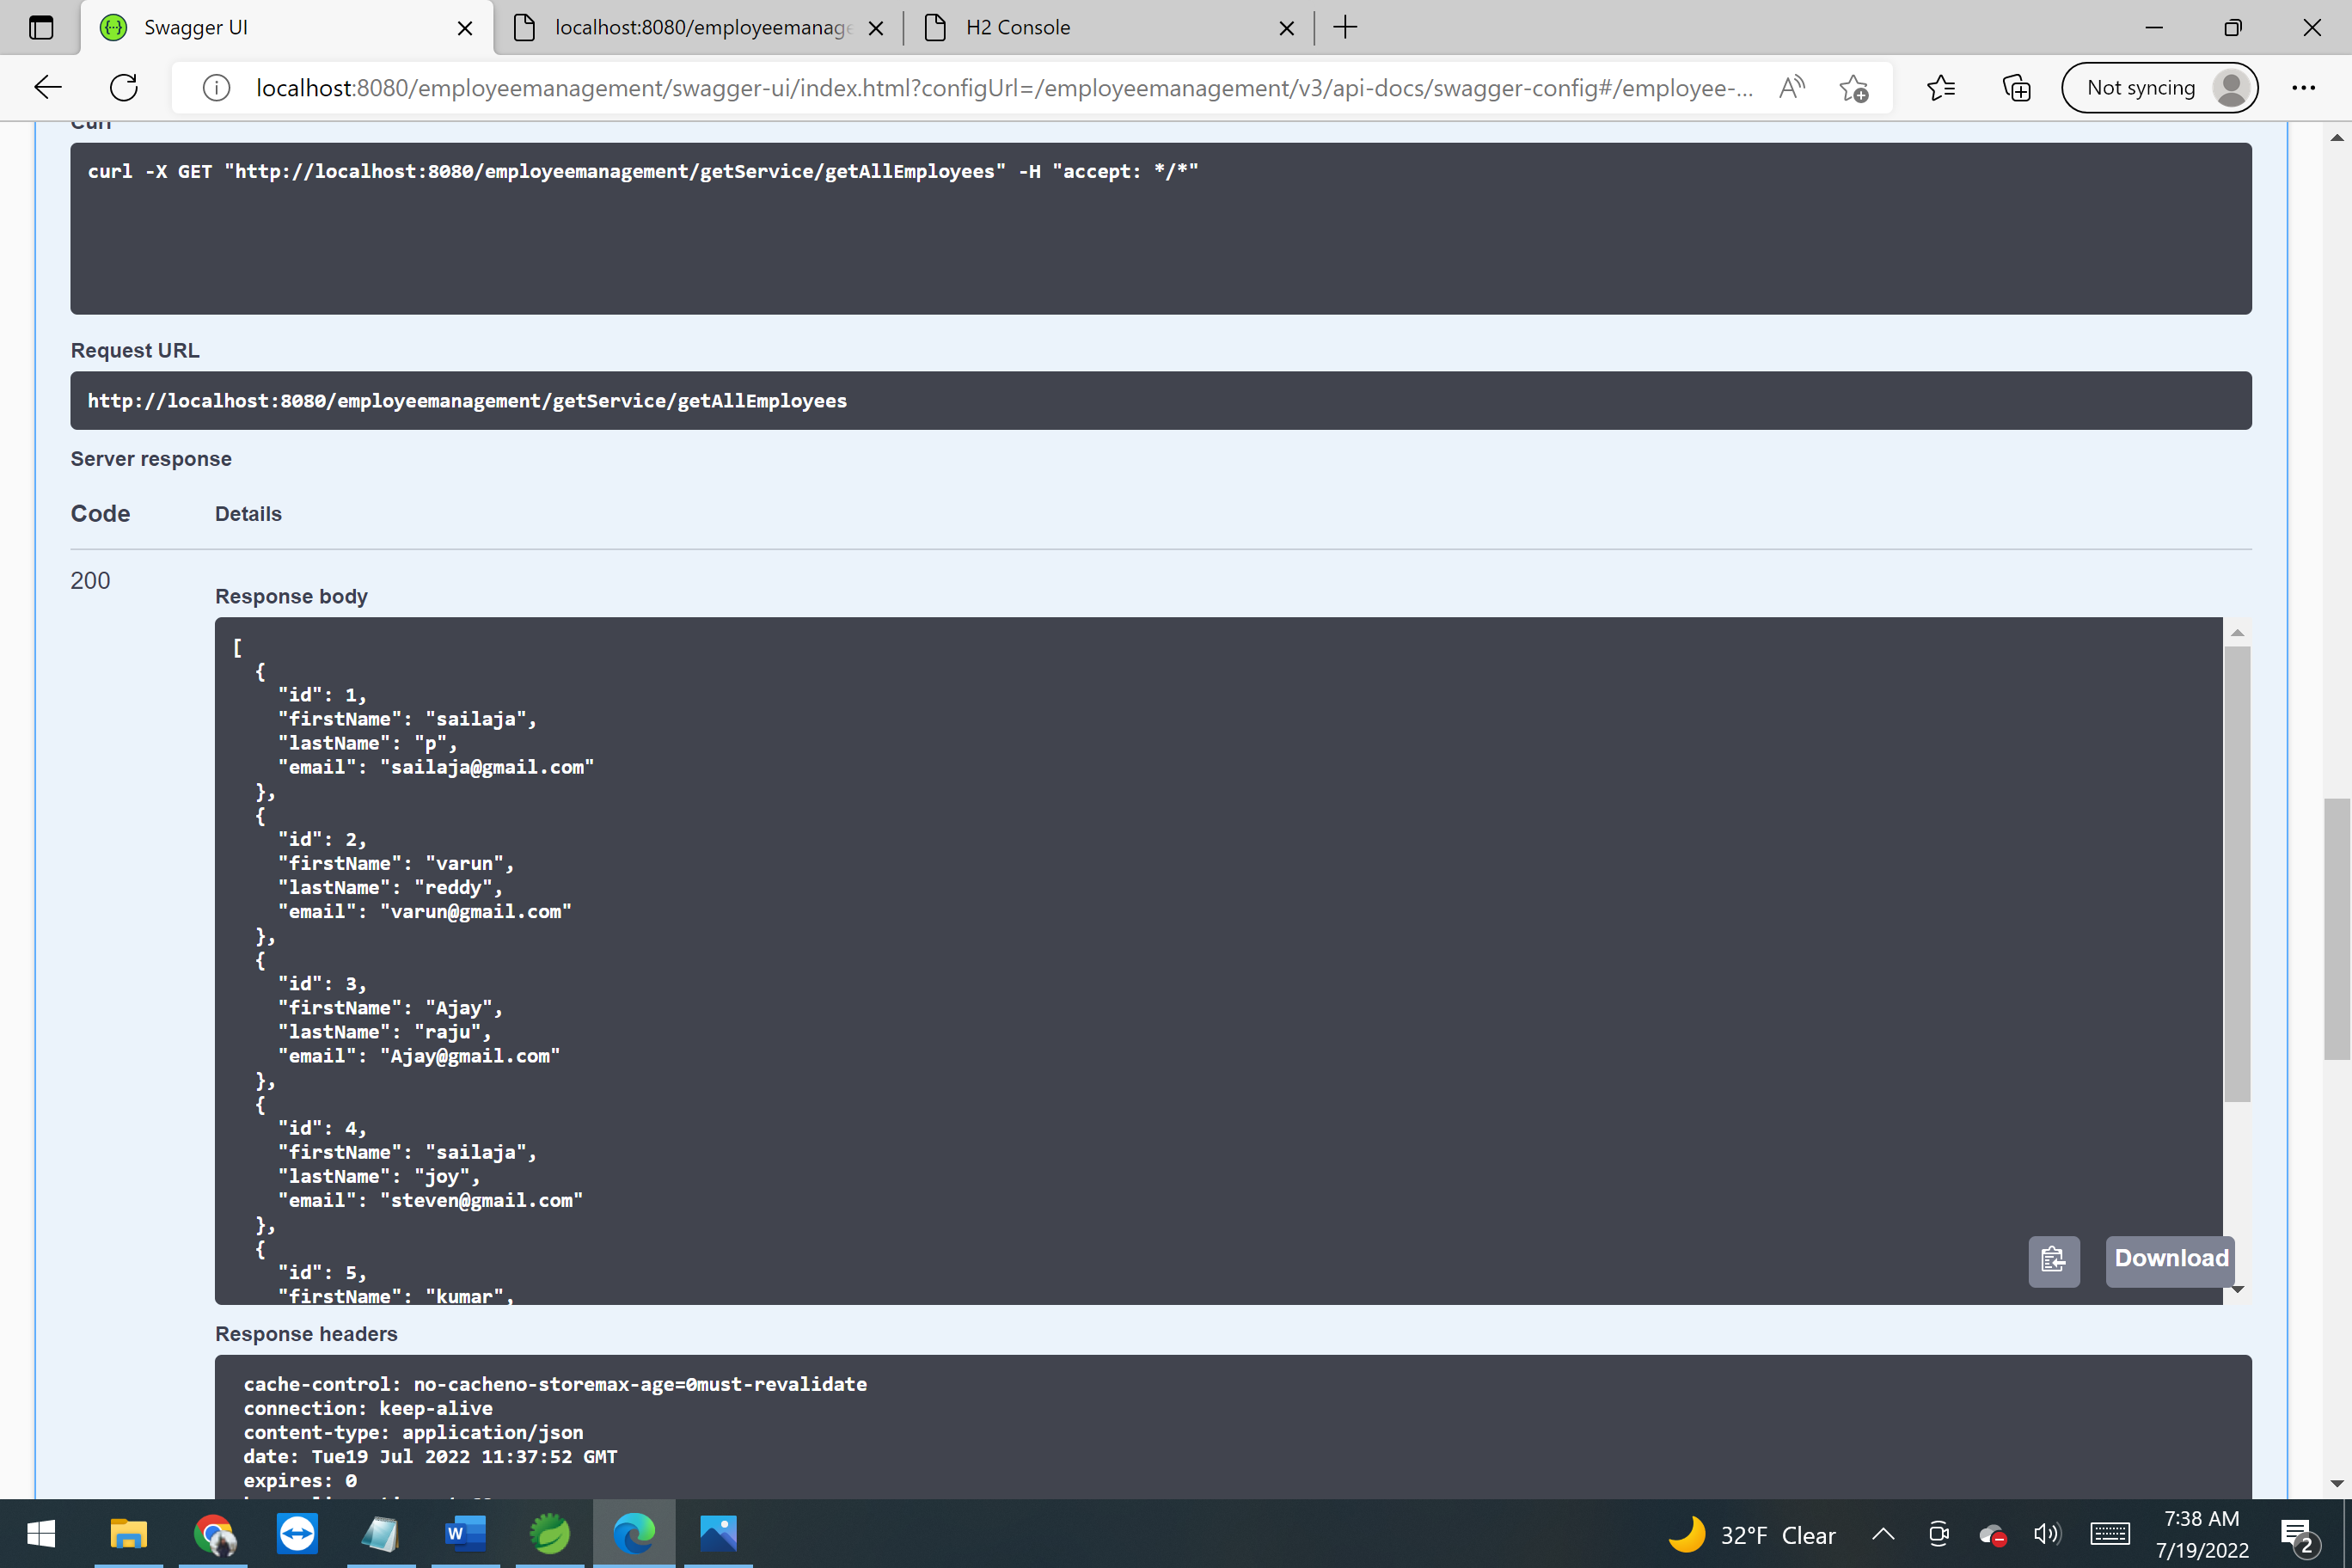 Swagger UI
localhost:8080/employeemanage
H2 Console
localhost:8080/employeemanagement/swagger-ui/index.html?configUrl=/employeemanagement/v3/api-docs/swagger-config#/employee-...
Not syncing
Curl
curl -X GET "http://localhost:8080/employeemanagement/getService/getAllEmployees" -H "accept: */*"
Request URL
http://localhost:8080/employeemanagement/getService/getAllEmployees
Server response
Code Details
200
Response body
[
  {
    "id": 1,
    "firstName": "sailaja",
    "lastName": "p",
    "email": "sailaja@gmail.com"
  },
  {
    "id": 2,
    "firstName": "varun",
    "lastName": "reddy",
    "email": "varun@gmail.com"
  },
  {
    "id": 3,
    "firstName": "Ajay",
    "lastName": "raju",
    "email": "Ajay@gmail.com"
  },
  {
    "id": 4,
    "firstName": "sailaja",
    "lastName": "joy",
    "email": "steven@gmail.com"
  },
  {
    "id": 5,
    "firstName": "kumar",
Download
Response headers
cache-control: no-cacheno-storemax-age=0must-revalidate
connection: keep-alive
content-type: application/json
date: Tue19 Jul 2022 11:37:52 GMT
expires: 0
32°F Clear
7:38 AM
7/19/2022
2